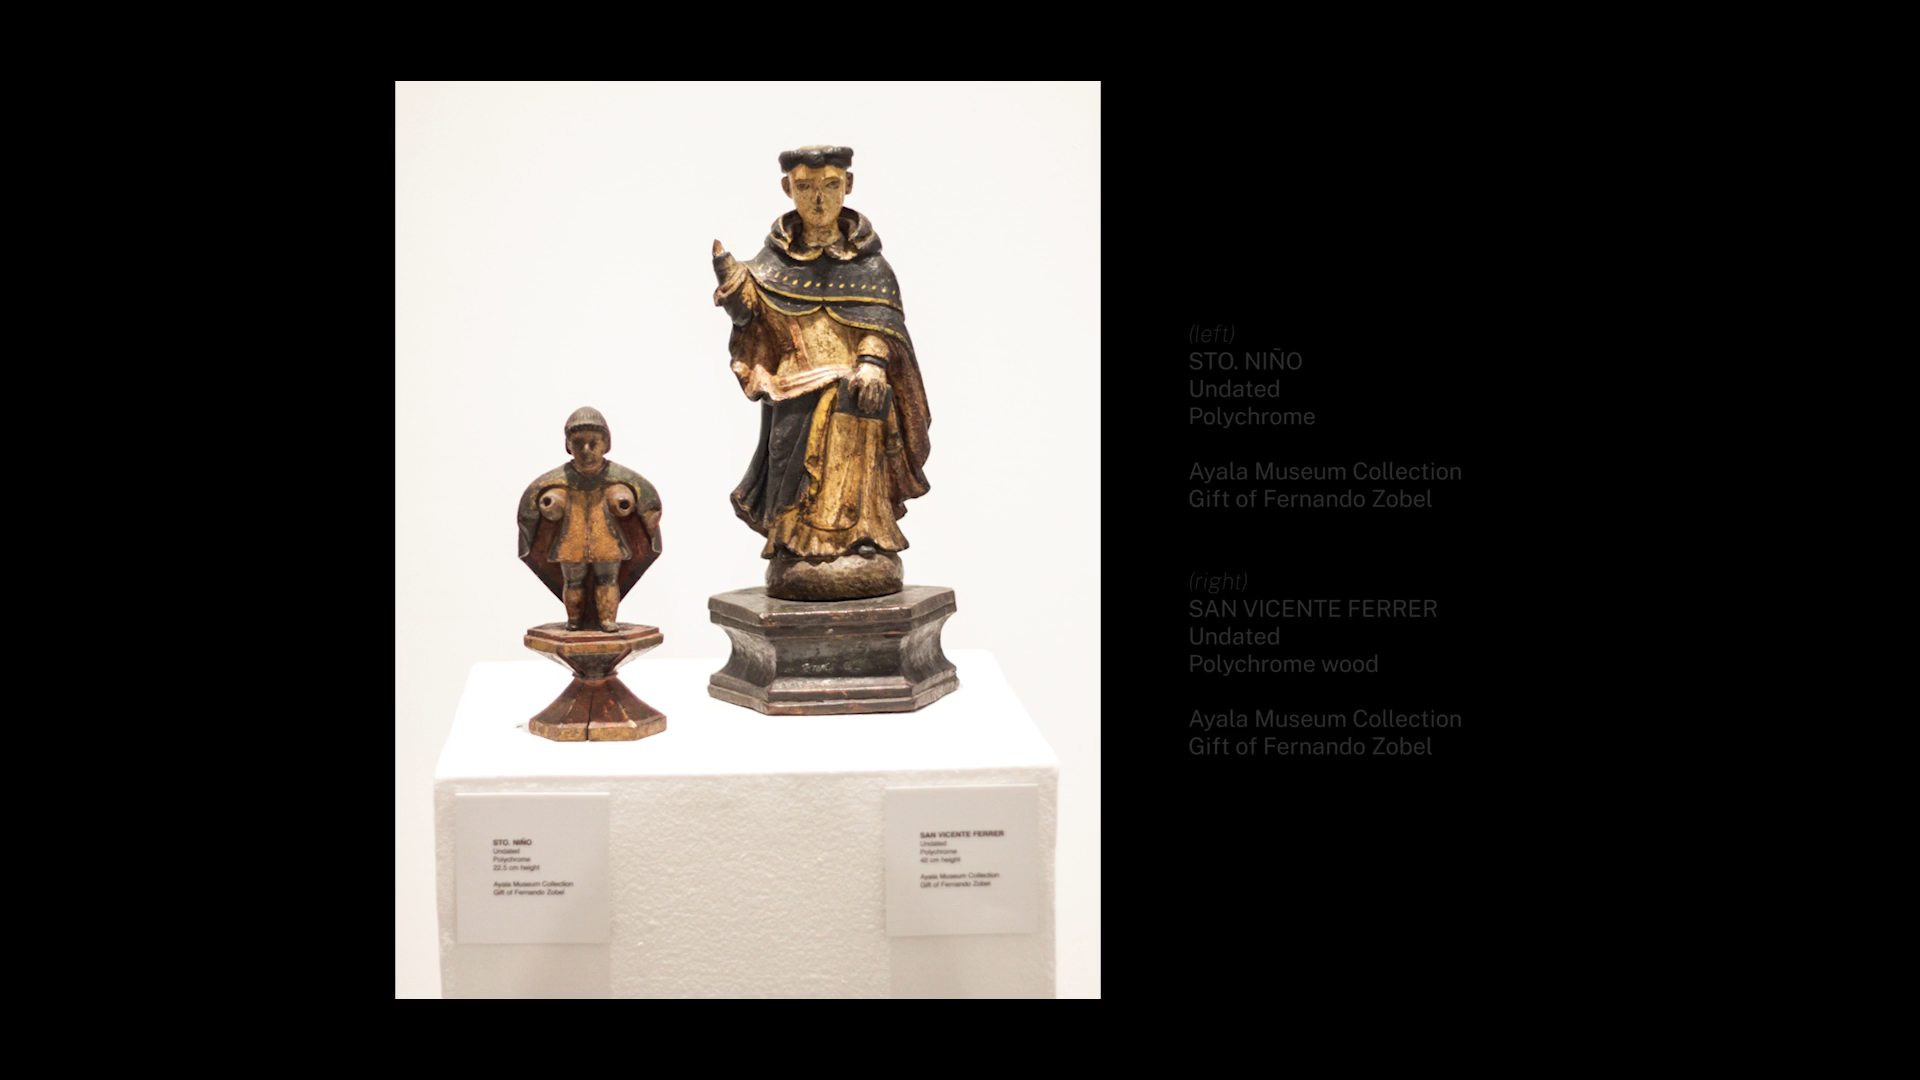 (left)
STO. NIÑO
Undated
Polychrome
Ayala Museum Collection
Gift of Fernando Zobel
(right)
SAN VICENTE FERRER
Undated
Polychrome wood
Ayala Museum Collection
Gift of Fernando Zobel
STO. NIÑO
Undated
Polychrome
22.5 cm height
Ayala Museum Collection
Gift of Fernando Zobel
SAN VICENTE FERRER
Undated
Polychrome
40 cm height
Ayala Museum Collection
Gift of Fernando Zobel